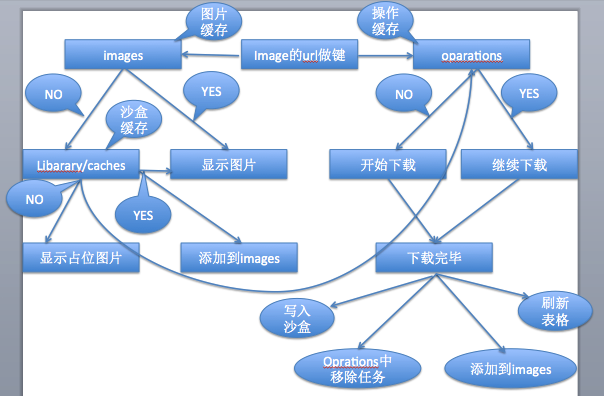 图片
缓存
操作
缓存
images
Image的url做键
oparations
NO
YES
NO
YES
沙盒
缓存
Libarary/caches
显示图片
开始下载
继续下载
NO
YES
显示占位图片
添加到images
下载完毕
写入
沙盒
刷新
表格
Oprations中
移除任务
添加到images